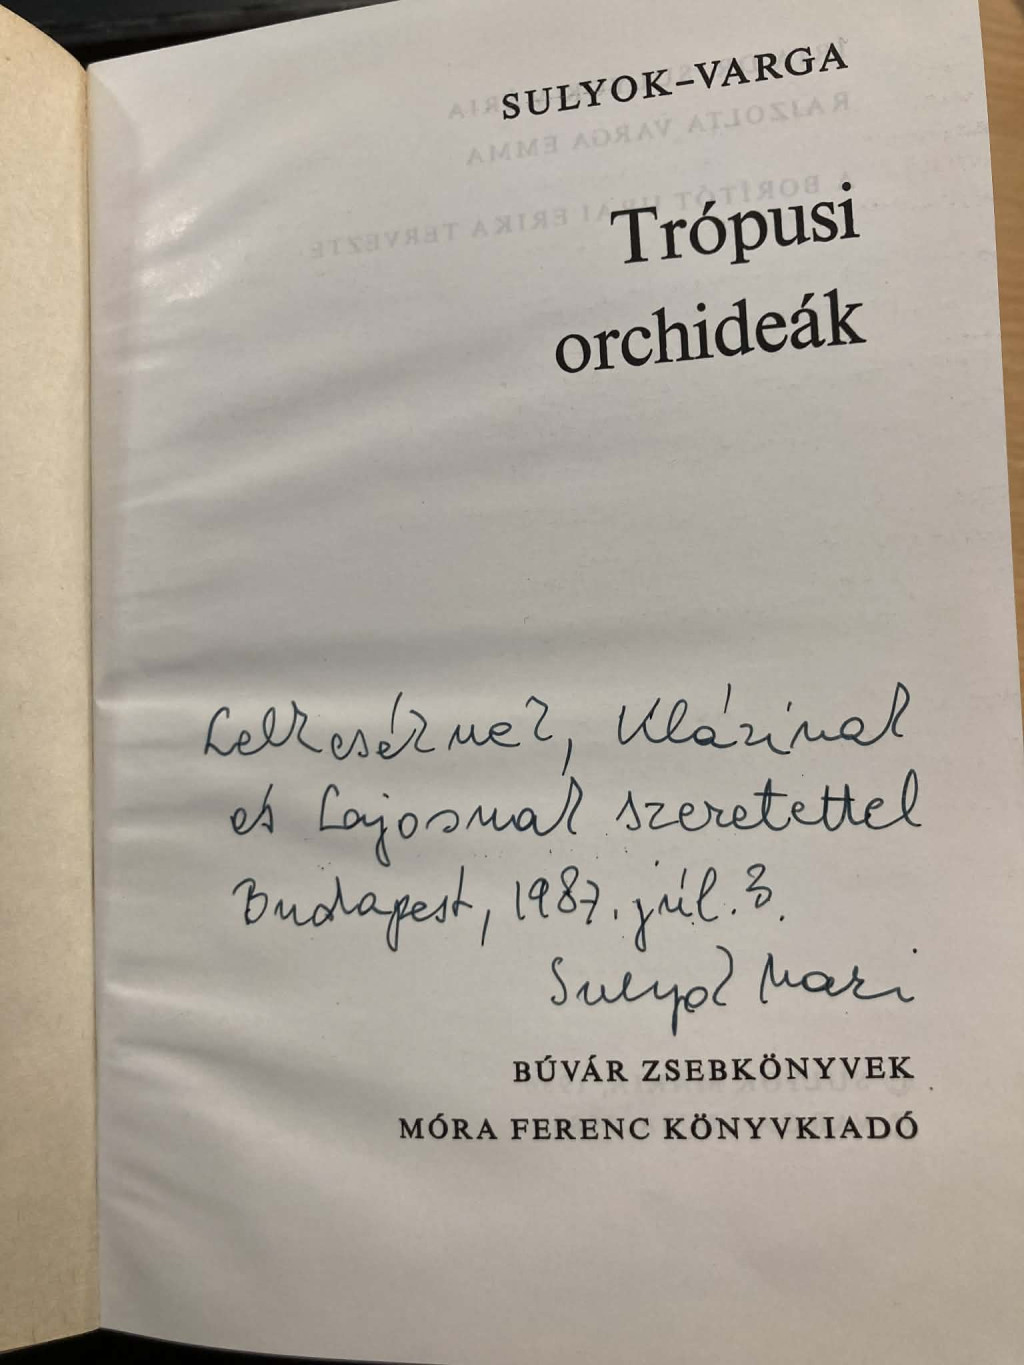 SULYOK–VARGA
Trópusi
orchideák
Lelkeséknek, Klárinak
és Lajosnak szeretettel
Budapest, 1987. júl. 3.
Sulyok Mari
BÚVÁR ZSEBKÖNYVEK
MÓRA FERENC KÖNYVKIADÓ